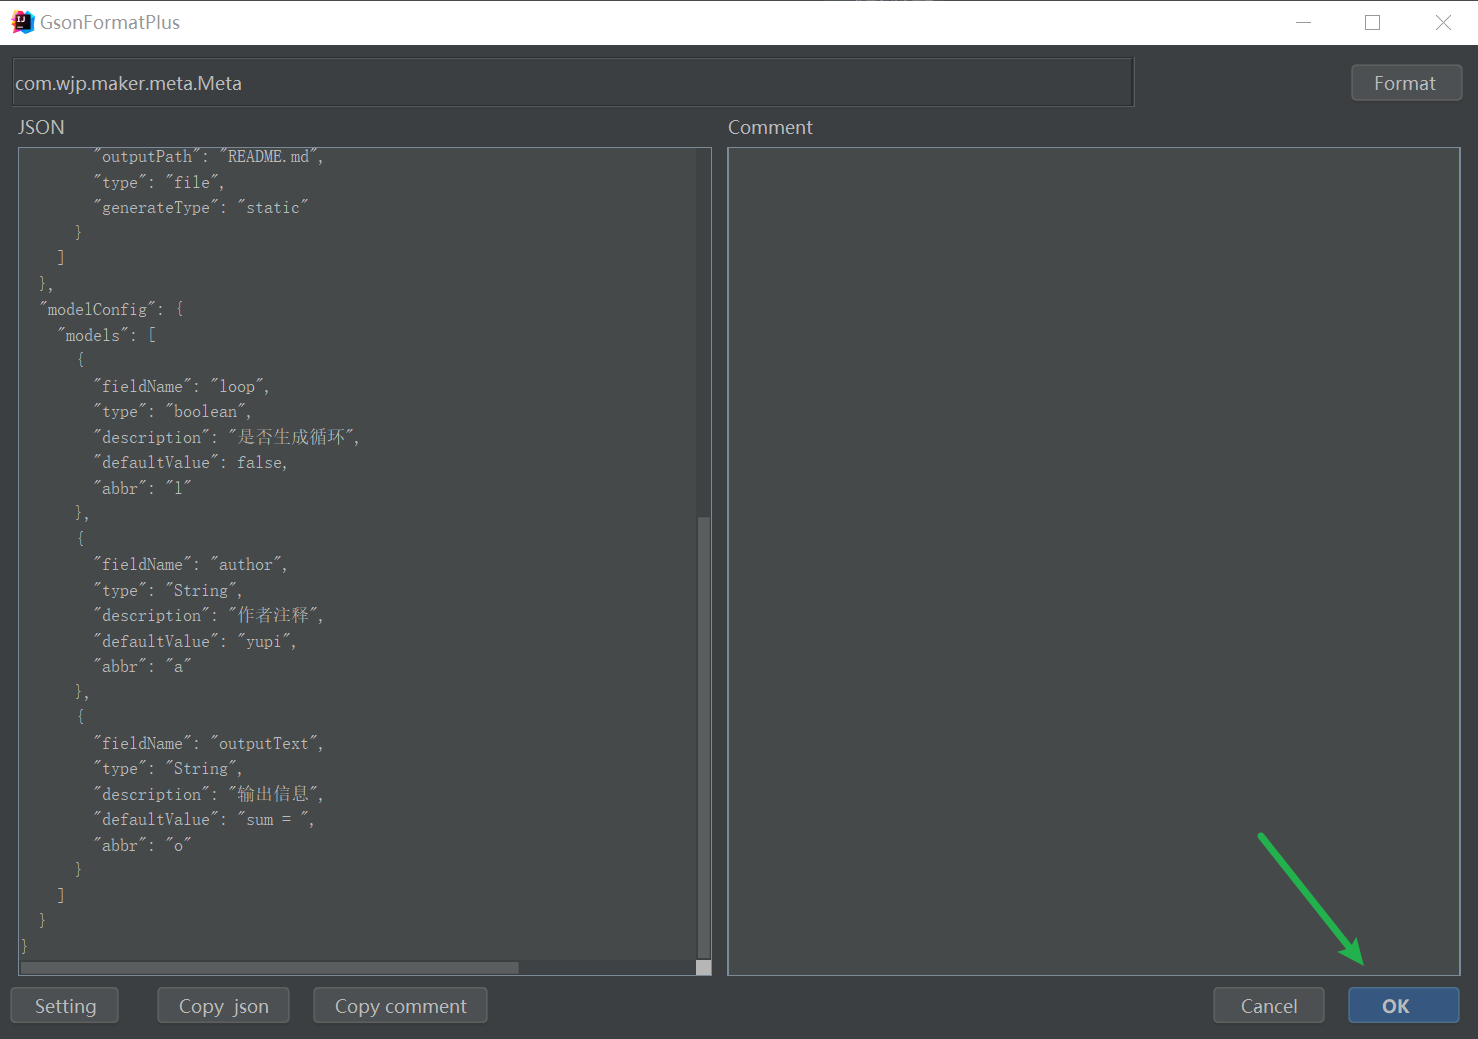 GsonFormatPlus
com.wjp.maker.meta.Meta
Format
JSON
Comment
"outputPath": "README.md",
"type": "file",
"generateType": "static"
}
]
},
"modelConfig": {
"models": [
{
"fieldName": "loop",
"type": "boolean",
"description": "是否生成循环",
"defaultValue": false,
"abbr": "l"
},
{
"fieldName": "author",
"type": "String",
"description": "作者注释",
"defaultValue": "yupi",
"abbr": "a"
},
{
"fieldName": "outputText",
"type": "String",
"description": "输出信息",
"defaultValue": "sum = ",
"abbr": "o"
}
]
}
}
Setting
Copy  json
Copy comment
Cancel
OK